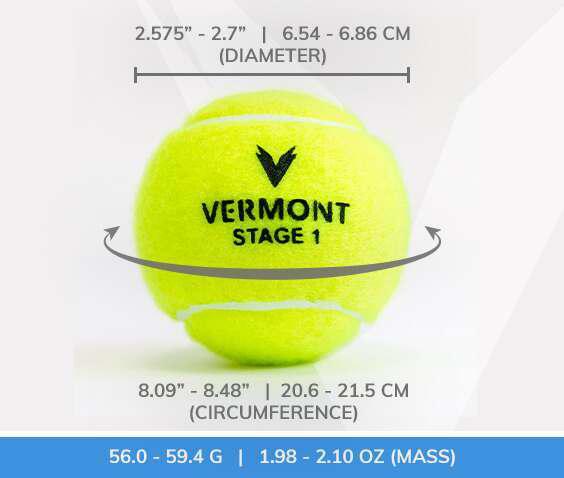 2.575” - 2.7” | 6.54 - 6.86 CM
(DIAMETER)
VERMONT
STAGE 1
8.09” - 8.48” | 20.6 - 21.5 CM
(CIRCUMFERENCE)
56.0 - 59.4 G | 1.98 - 2.10 OZ (MASS)